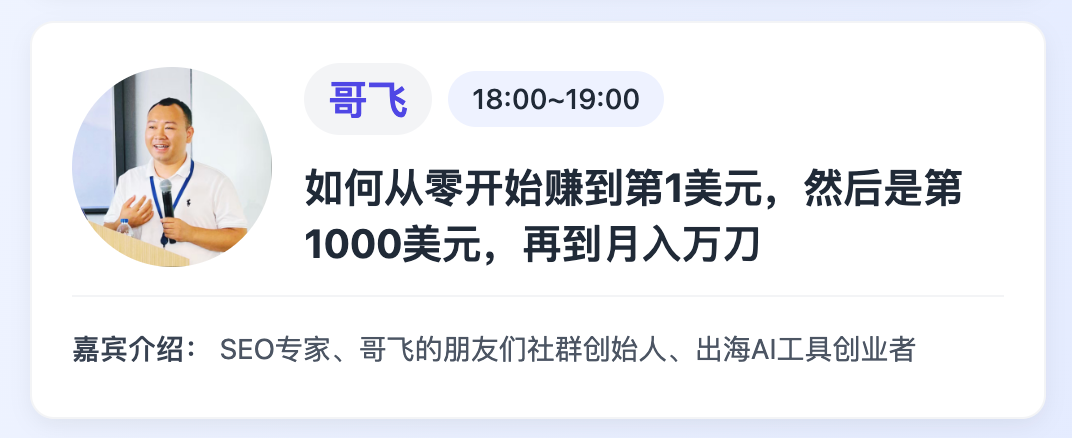 哥飞
18:00~19:00
如何从零开始赚到第1美元，然后是第
1000美元，再到月入万刀
嘉宾介绍： SEO专家、哥飞的朋友们社群创始人、出海AI工具创业者